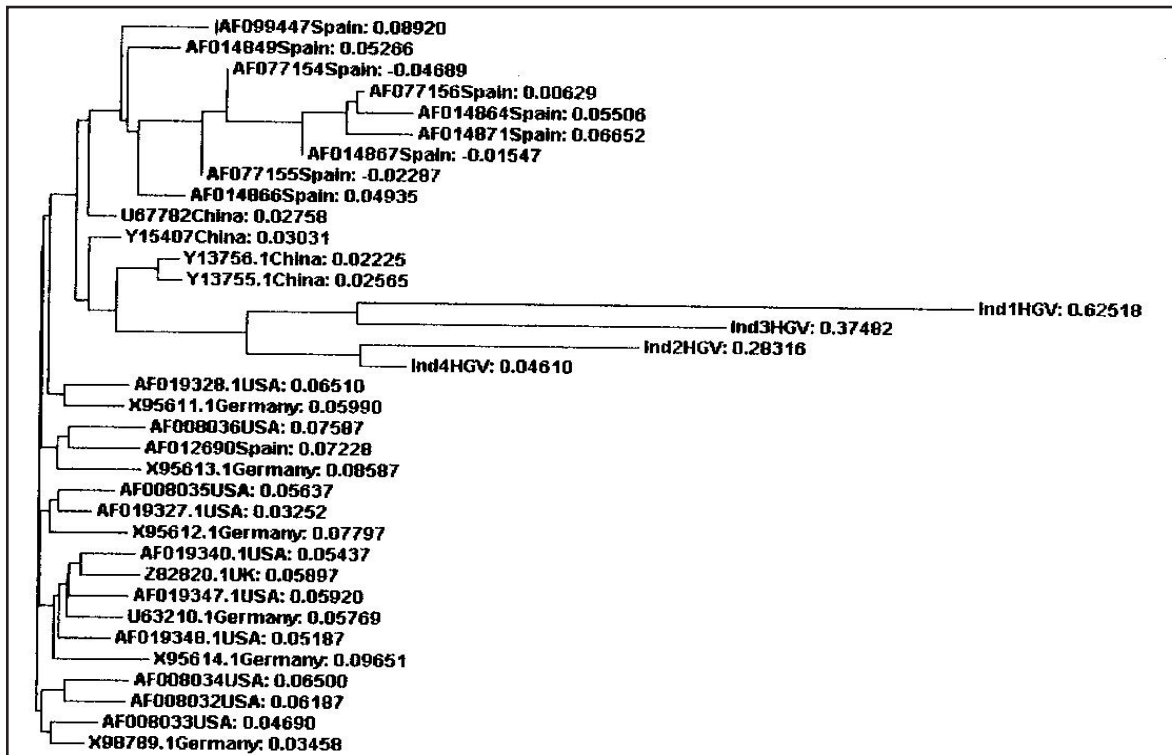 AF099447Spain: 0.08920
AF014849Spain: 0.05266
AF077154Spain: -0.04689
AF077156Spain: 0.00629
AF014864Spain: 0.05506
AF014871Spain: 0.06652
AF014867Spain: -0.01547
AF077155Spain: -0.02287
AF014866Spain: 0.04935
U67782China: 0.02758
Y15407China: 0.03031
Y13756.1China: 0.02225
Y13755.1China: 0.02565
Ind1HGV: 0.62518
Ind3HGV: 0.37482
Ind2HGV: 0.28316
Ind4HGV: 0.04610
AF019328.1USA: 0.06510
X95611.1Germany: 0.05990
AF008036USA: 0.07587
AF012690Spain: 0.07228
X95613.1Germany: 0.08587
AF008035USA: 0.05637
AF019327.1USA: 0.03252
X95612.1Germany: 0.07797
AF019340.1USA: 0.05437
Z82820.1UK: 0.05897
AF019347.1USA: 0.05920
U63210.1Germany: 0.05769
AF019348.1USA: 0.05187
X95614.1Germany: 0.09651
AF008034USA: 0.06500
AF008032USA: 0.06187
AF008033USA: 0.04690
X98789.1Germany: 0.03458